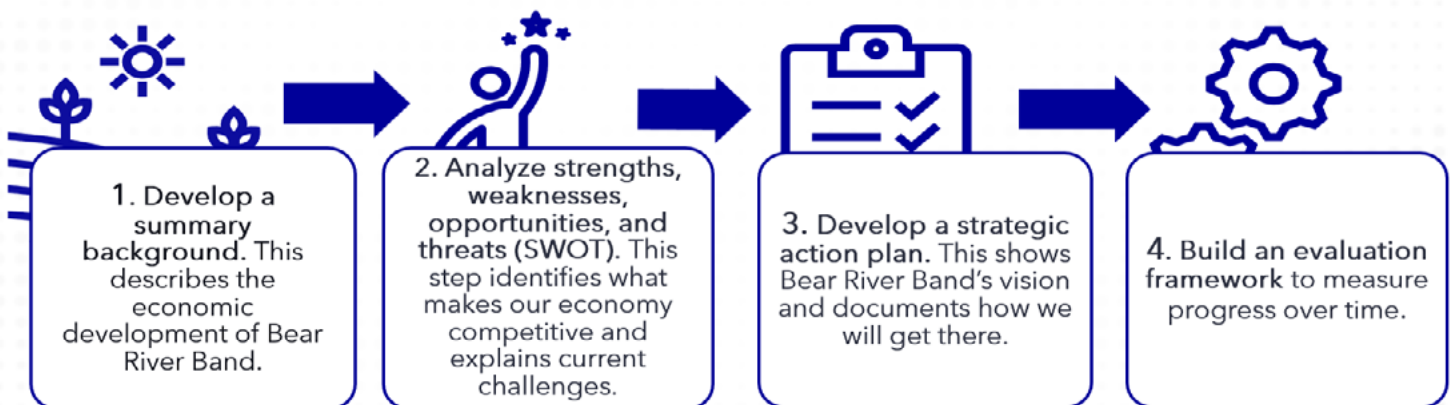 1. Develop a
summary
background. This
describes the
economic
development of Bear
River Band.
2. Analyze strengths,
weaknesses,
opportunities, and
threats (SWOT). This
step identifies what
makes our economy
competitive and
explains current
challenges.
3. Develop a strategic
action plan. This shows
Bear River Band’s vision
and documents how we
will get there.
4. Build an evaluation
framework to measure
progress over time.